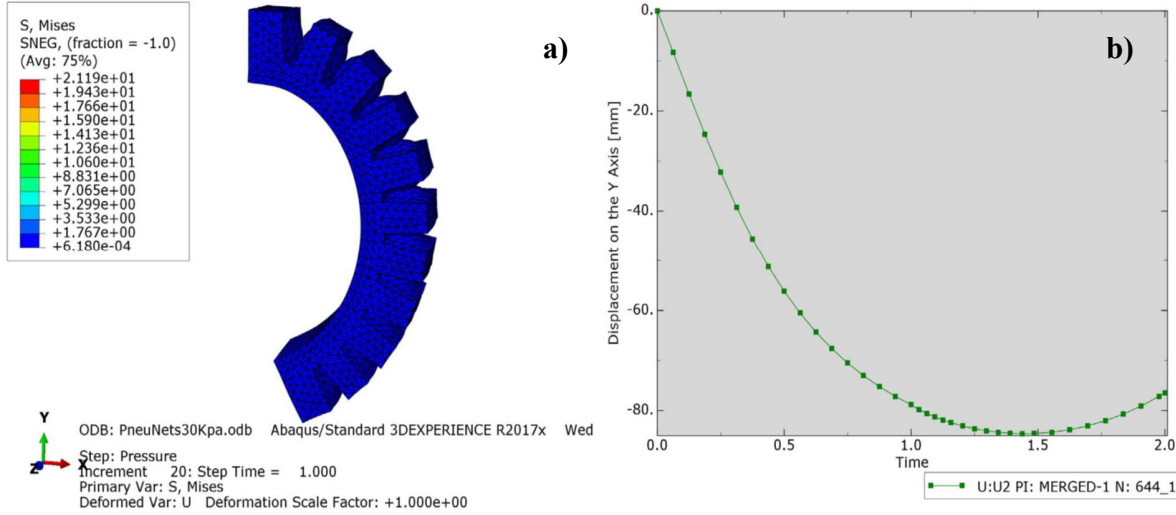 S, Mises
SNEG, (fraction = -1.0)
(Avg: 75%)
+2.119e+01
+1.943e+01
+1.766e+01
+1.590e+01
+1.413e+01
+1.236e+01
+1.060e+01
+8.831e+00
+7.065e+00
+5.299e+00
+3.533e+00
+1.767e+00
+6.180e-04
a)
Y
Z X
ODB: PneuNets30Kpa.odb Abaqus/Standard 3DEXPERIENCE R2017x Wed
Step: Pressure
Increment 20: Step Time = 1.000
Primary Var: S, Mises
Deformed Var: U Deformation Scale Factor: +1.000e+00
b)
Displacement on the Y Axis [mm]
0.
-20.
-40.
-60.
-80.
0.0 0.5 1.0 1.5 2.0
Time
U:U2 PI: MERGED-1 N: 644_1